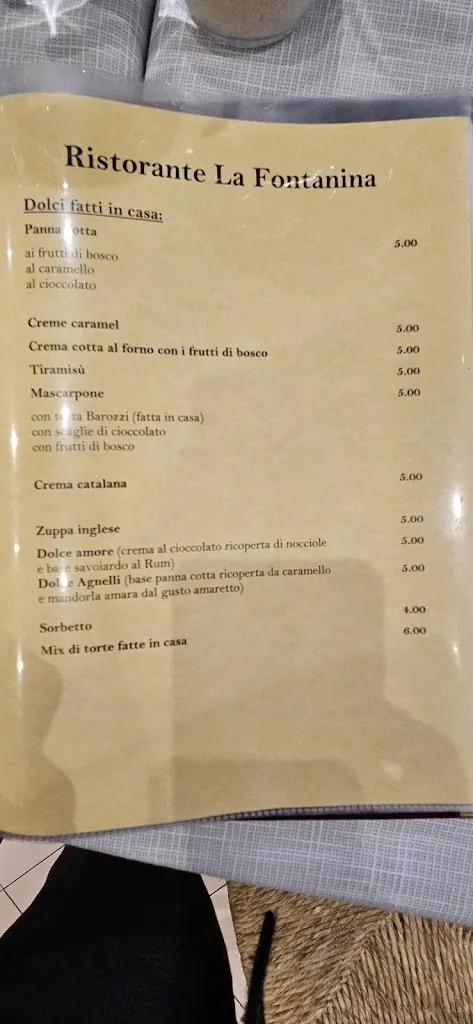 Ristorante La Fontanina
Dolci fatti in casa:
Panna cotta 5.00
ai frutti di bosco
al caramello
al cioccolato
Creme caramel 5.00
Crema cotta al forno con i frutti di bosco 5.00
Tiramisù 5.00
Mascarpone 5.00
con torta Barozzi (fatta in casa)
con scaglie di cioccolato
con frutti di bosco
Crema catalana 5.00
Zuppa inglese 5.00
Dolce amore (crema al cioccolato ricoperta di nocciole 5.00
e base savoiardo al Rum)
Dolce Agnelli (base panna cotta ricoperta da caramello 5.00
e mandorla amara dal gusto amaretto)
Sorbetto 4.00
Mix di torte fatte in casa 6.00